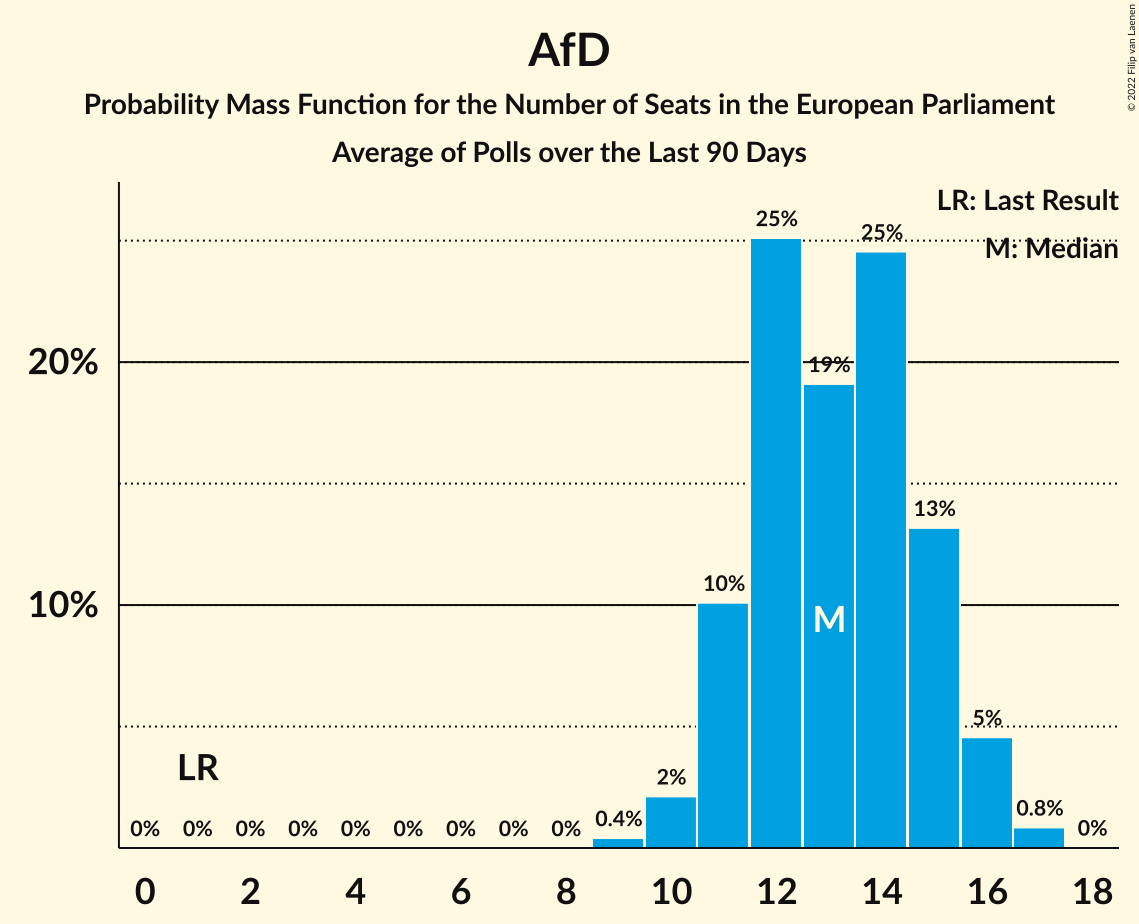 AfD
Probability Mass Function for the Number of Seats in the European Parliament
Average of Polls over the Last 90 Days
© 2022 Filip van Laenen
LR: Last Result
M: Median
20%
10%
25%
25%
19%
13%
10%
5%
2%
0.8%
0.4%
0% 0% 0% 0% 0% 0% 0% 0% 0% 0%
LR
M
0 2 4 6 8 10 12 14 16 18